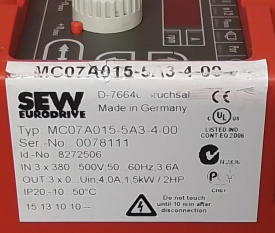 MC07A015-5A3-4-00
SEW
EURODRIVE
D-7664 Bruchsal
Made in Germany
Typ MC07A015-5A3-4-00
Ser-No. 0078111
Id-No. 8272506
IN 3 x 380 500V, 50 60Hz, 3,6A
OUT 3 x 0 Uin, 4,0A, 1,5kW / 2HP
IP20,-10 50°C
15 13 10 10 --
CE
UL
LISTED IND
CONT.EQ.2D06
Do not touch
until 10 min after
disconnection